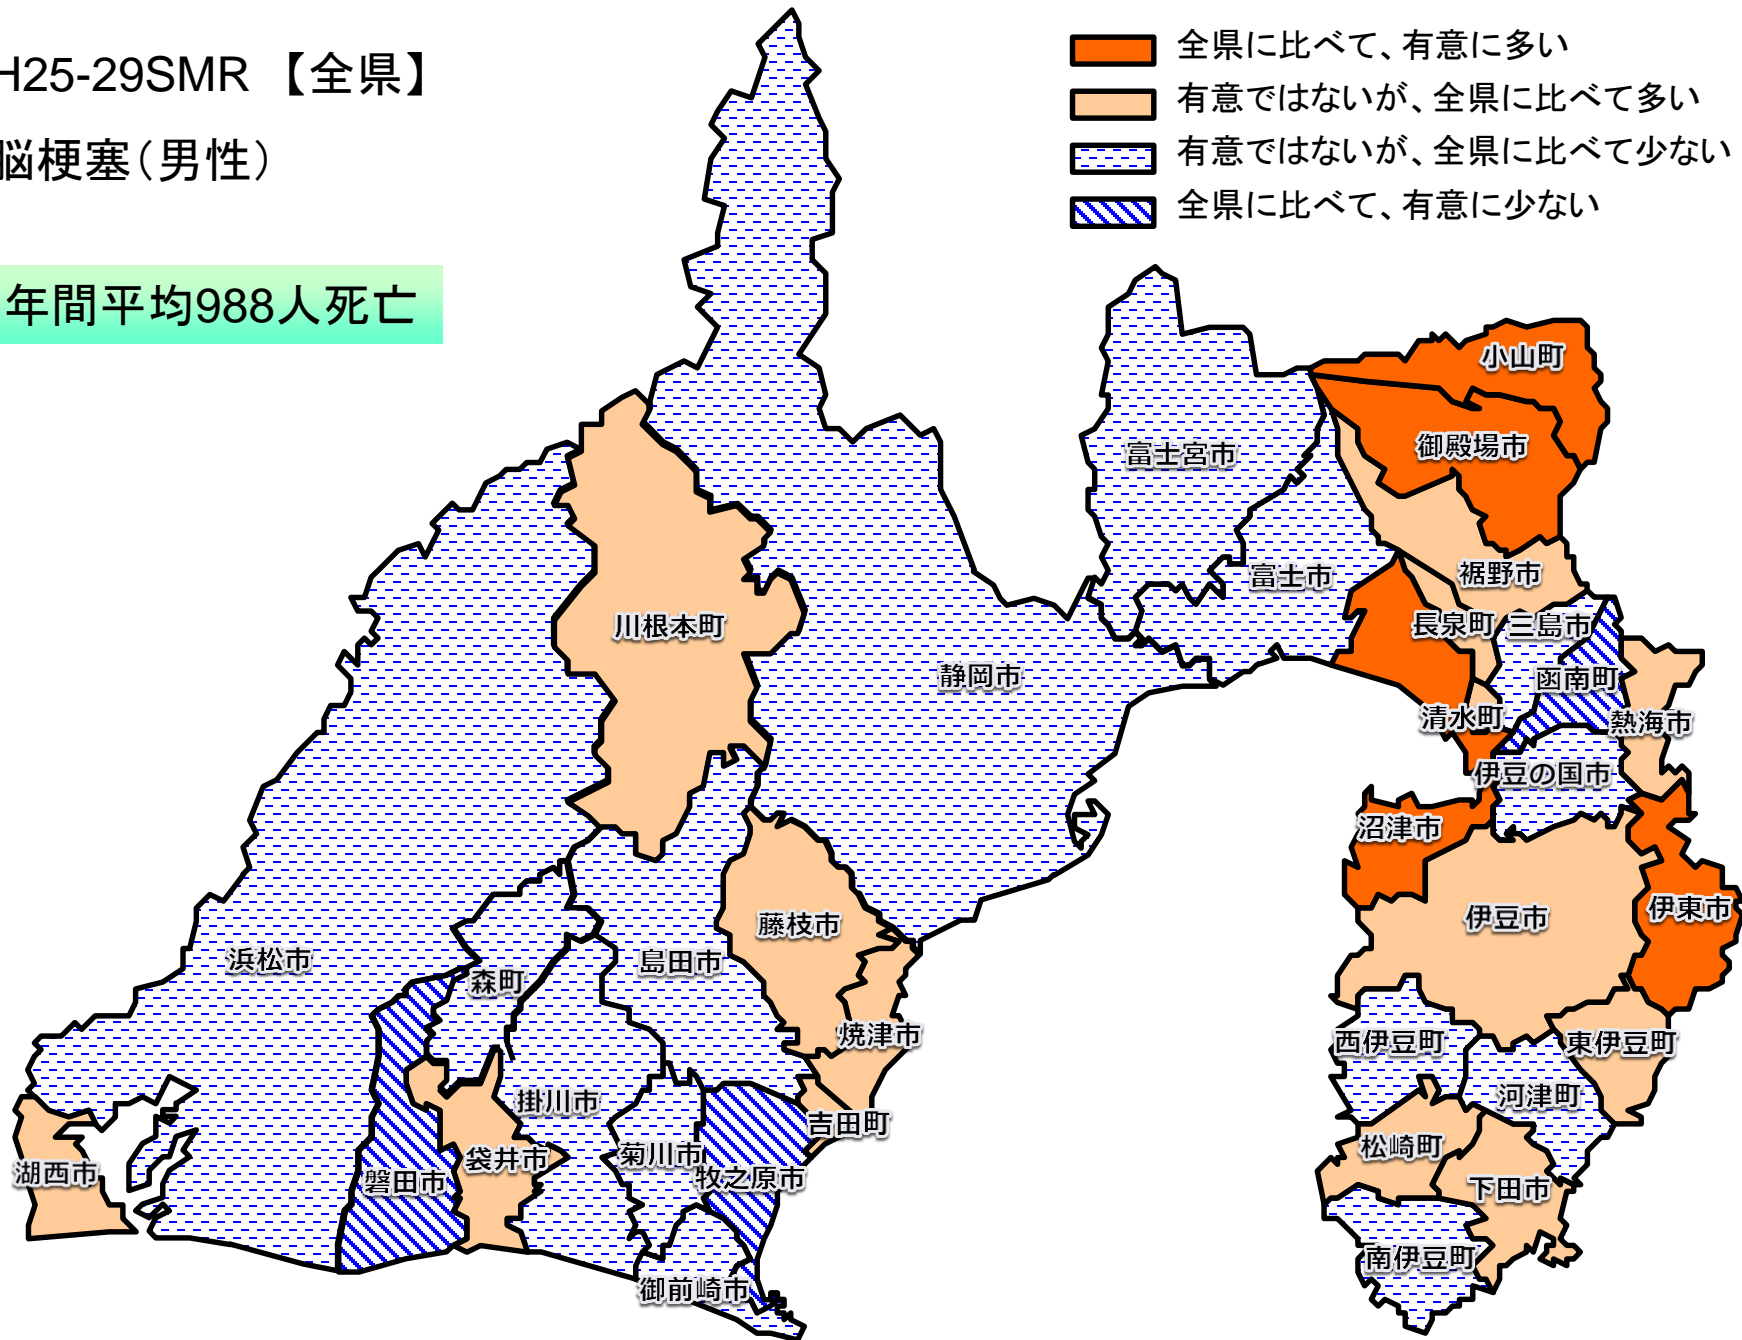 H25-29SMR 【全県】
脳梗塞(男性)
年間平均988人死亡
全県に比べて、有意に多い
有意ではないが、全県に比べて多い
有意ではないが、全県に比べて少ない
全県に比べて、有意に少ない
小山町
御殿場市
富士宮市
富士市
裾野市
長泉町
三島市
川根本町
静岡市
函南町
清水町
熱海市
伊豆の国市
沼津市
伊東市
伊豆市
藤枝市
浜松市
島田市
森町
焼津市
西伊豆町
東伊豆町
河津町
掛川市
吉田町
松崎町
菊川市
袋井市
湖西市
磐田市
牧之原市
下田市
南伊豆町
御前崎市